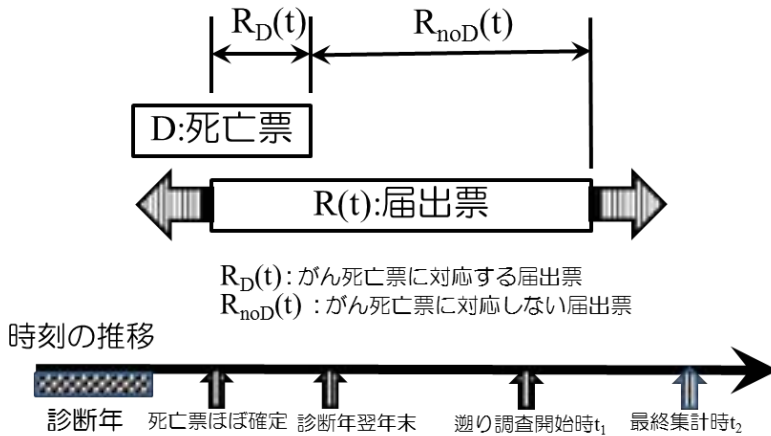 R_D(t)
R_noD(t)
D:死亡票
R(t):届出票
R_D(t):がん死亡票に対応する届出票
R_noD(t) :がん死亡票に対応しない届出票
時刻の推移
診断年
死亡票ほぼ確定
診断年翌年末
遡り調査開始時t₁
最終集計時t₂